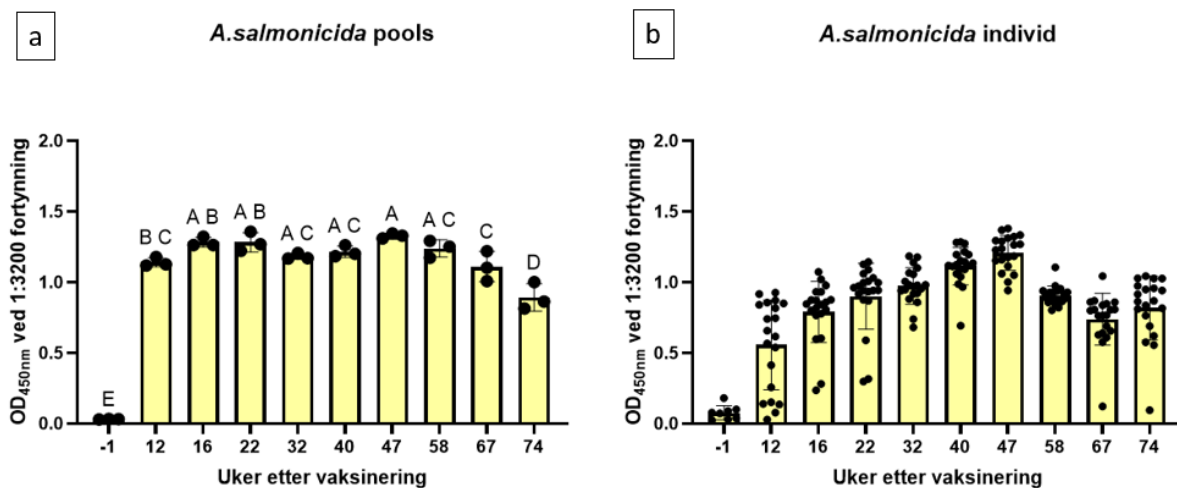 a
A.salmonicida pools
OD450nm ved 1:3200 fortynning
2.0
1.5
1.0
0.5
0.0
E
B C
A B
A B
A C
A C
A
A C
C
D
-1 12 16 22 32 40 47 58 67 74
Uker etter vaksinering
b
A.salmonicida individ
OD450nm ved 1:3200 fortynning
2.0
1.5
1.0
0.5
0.0
-1 12 16 22 32 40 47 58 67 74
Uker etter vaksinering